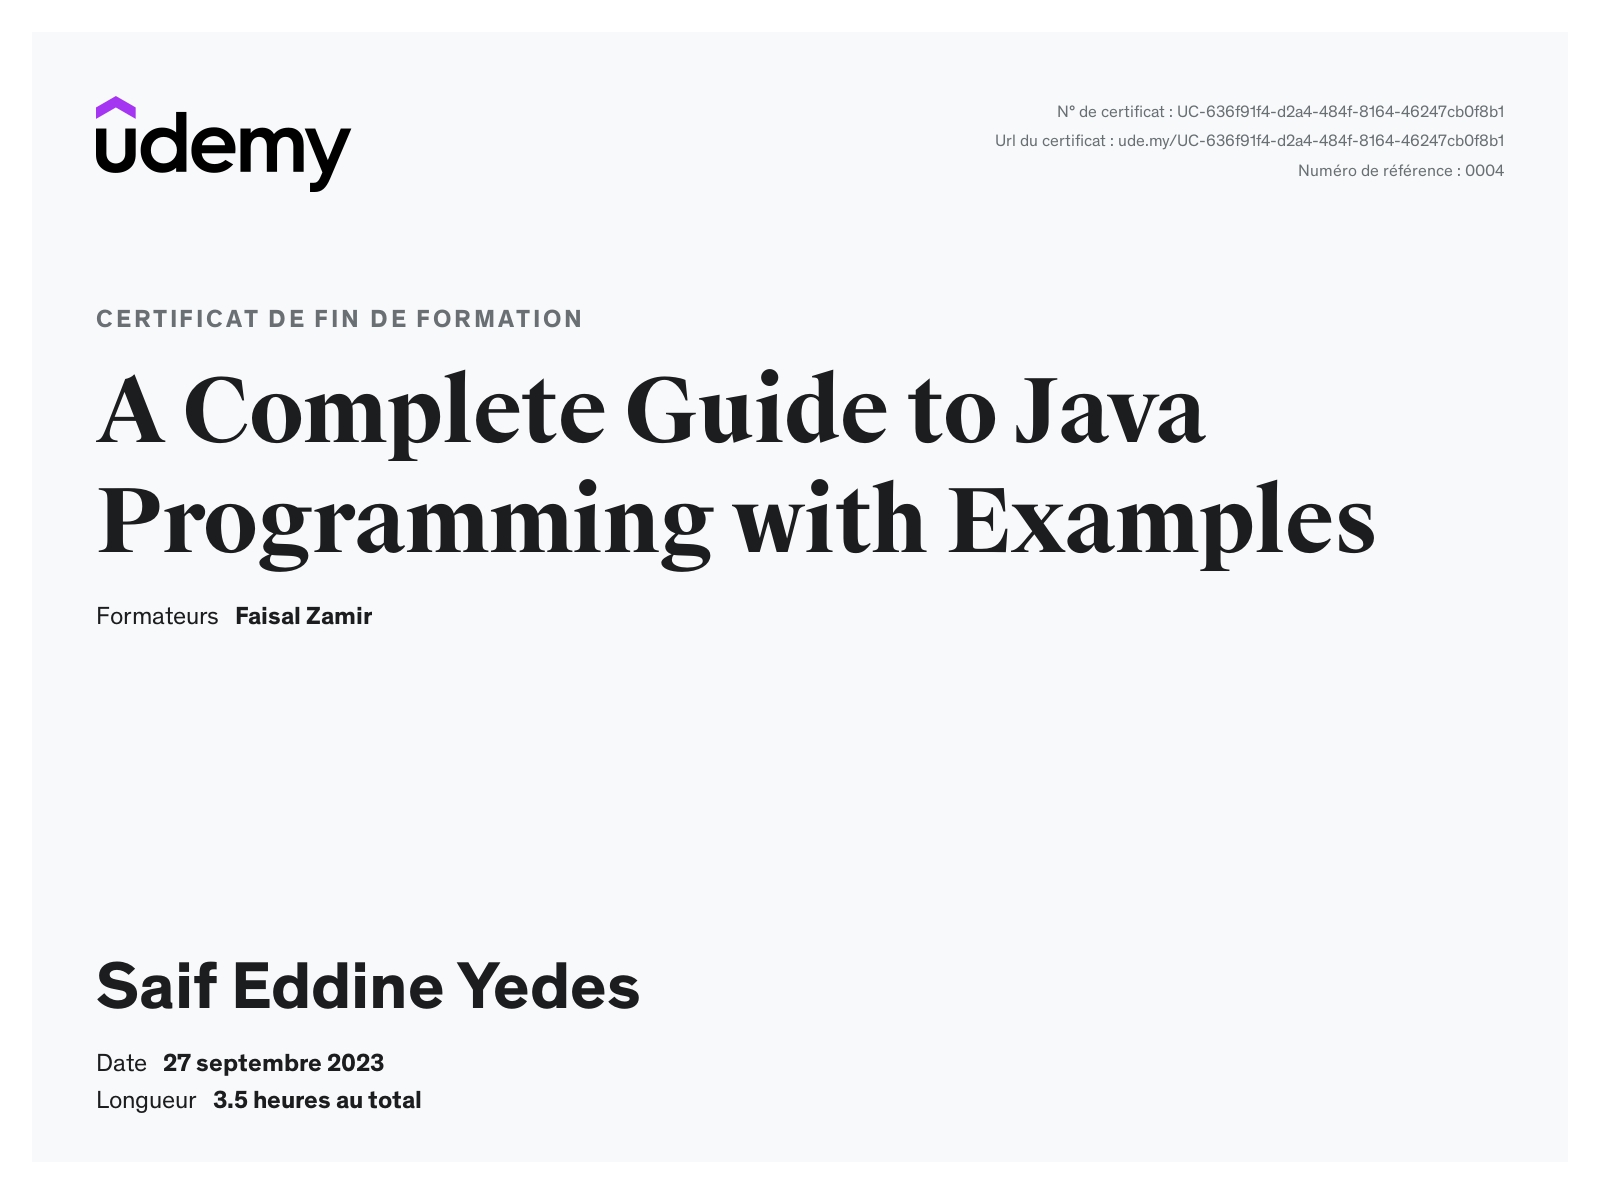 udemy
N° de certificat : UC-636f91f4-d2a4-484f-8164-46247cb0f8b1
Url du certificat : ude.my/UC-636f91f4-d2a4-484f-8164-46247cb0f8b1
Numéro de référence : 0004
CERTIFICAT DE FIN DE FORMATION
A Complete Guide to Java
Programming with Examples
Formateurs Faisal Zamir
Saif Eddine Yedes
Date 27 septembre 2023
Longueur 3.5 heures au total